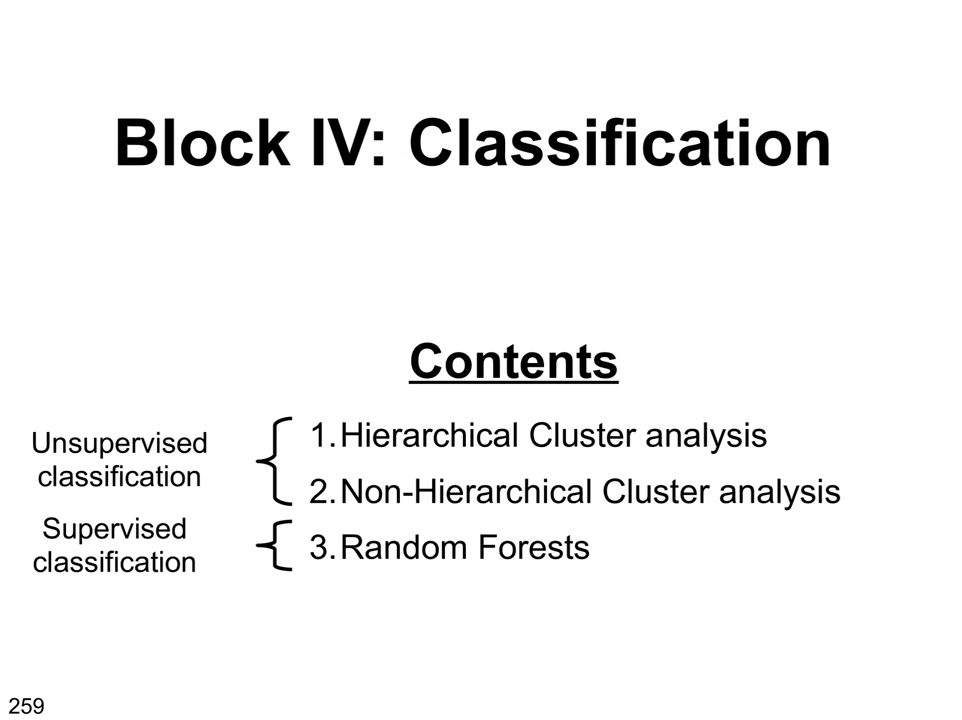 Block IV: Classification
Contents
Unsupervised
classification
1. Hierarchical Cluster analysis
2. Non-Hierarchical Cluster analysis
Supervised
classification
3. Random Forests
259